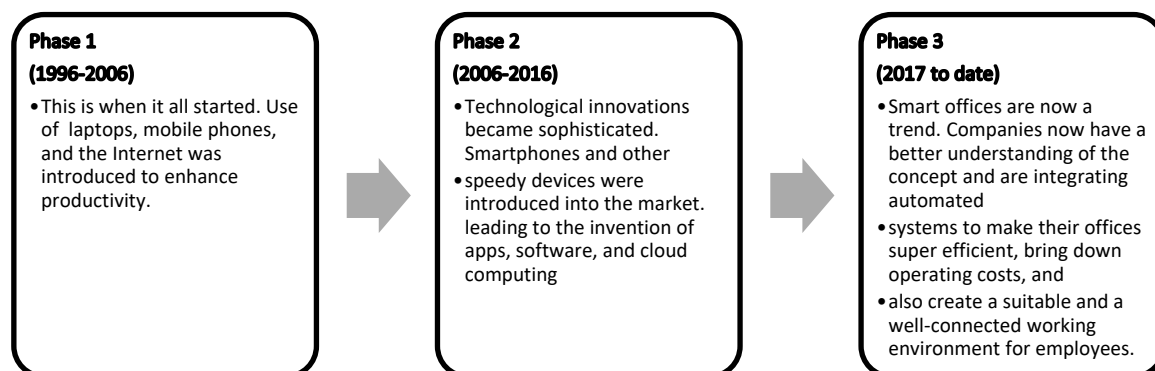 Phase 1
(1996-2006)
•This is when it all started. Use
of laptops, mobile phones,
and the Internet was
introduced to enhance
productivity.
Phase 2
(2006-2016)
•Technological innovations
became sophisticated.
Smartphones and other
•speedy devices were
introduced into the market.
leading to the invention of
apps, software, and cloud
computing
Phase 3
(2017 to date)
•Smart offices are now a
trend. Companies now have a
better understanding of the
concept and are integrating
automated
•systems to make their offices
super efficient, bring down
operating costs, and
•also create a suitable and a
well-connected working
environment for employees.